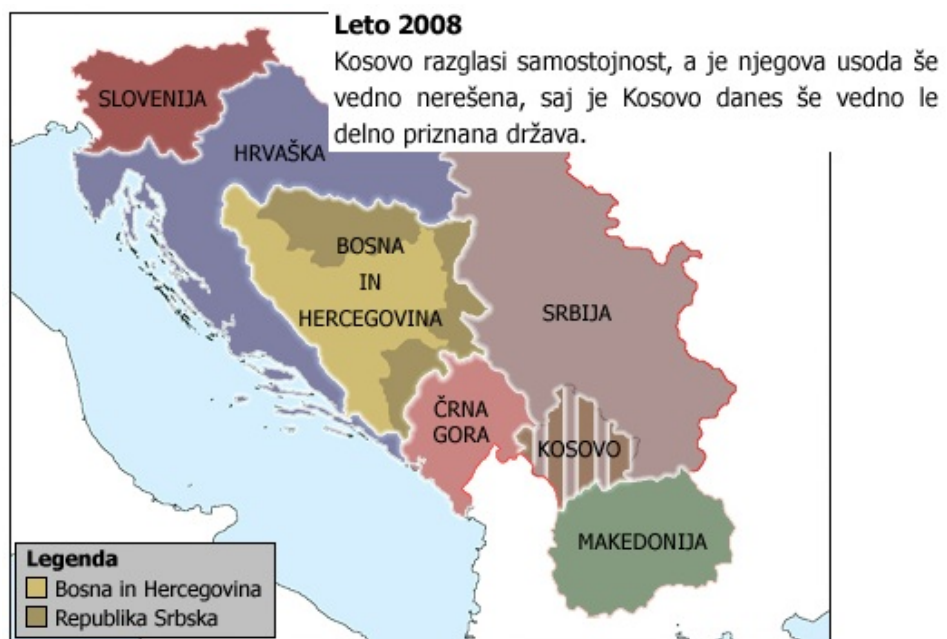 Leto 2008
Kosovo razglasi samostojnost, a je njegova usoda še
vedno nerešena, saj je Kosovo danes še vedno le
delno priznana država.
SLOVENIJA
HRVAŠKA
BOSNA
IN
HERCEGOVINA
SRBIJA
ČRNA
GORA
KOSOVO
MAKEDONIJA
Legenda
Bosna in Hercegovina
Republika Srbska